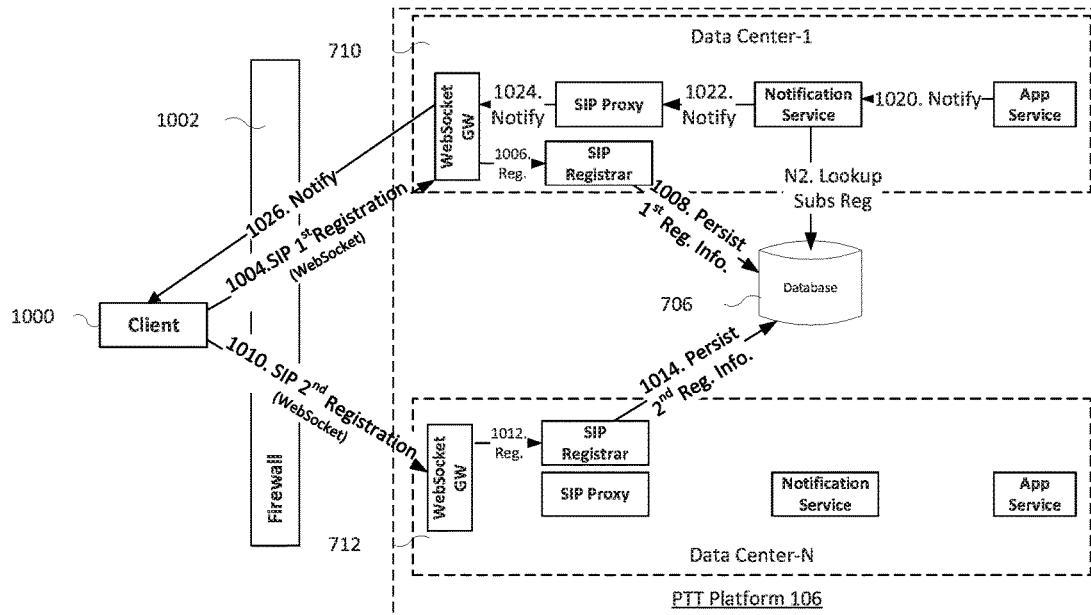 Data Center-1
710
1002
WebSocket
GW
1024.
Notify
SIP Proxy
1022.
Notify
Notification
Service
1020. Notify
App
Service
1006.
Reg.
SIP
Registrar
N2. Lookup
Subs Reg
1026. Notify
1004.SIP 1st Registration
(WebSocket)
1008. Persist
1st Reg. Info.
Database
706
1000
Client
1010. SIP 2nd Registration
(WebSocket)
1014. Persist
2nd Reg. Info.
Firewall
WebSocket
GW
1012.
Reg.
SIP
Registrar
SIP Proxy
Notification
Service
App
Service
712
Data Center-N
PTT Platform 106